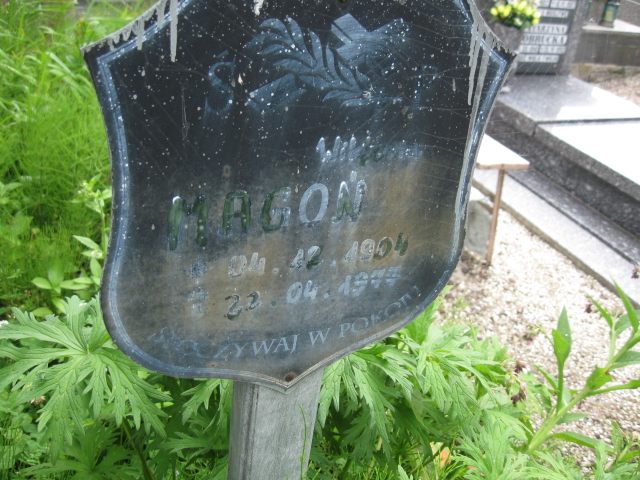 MAGOŃ
* 04.12.1904
† 22.04.1977
SPOCZYWAJ W POKOJU